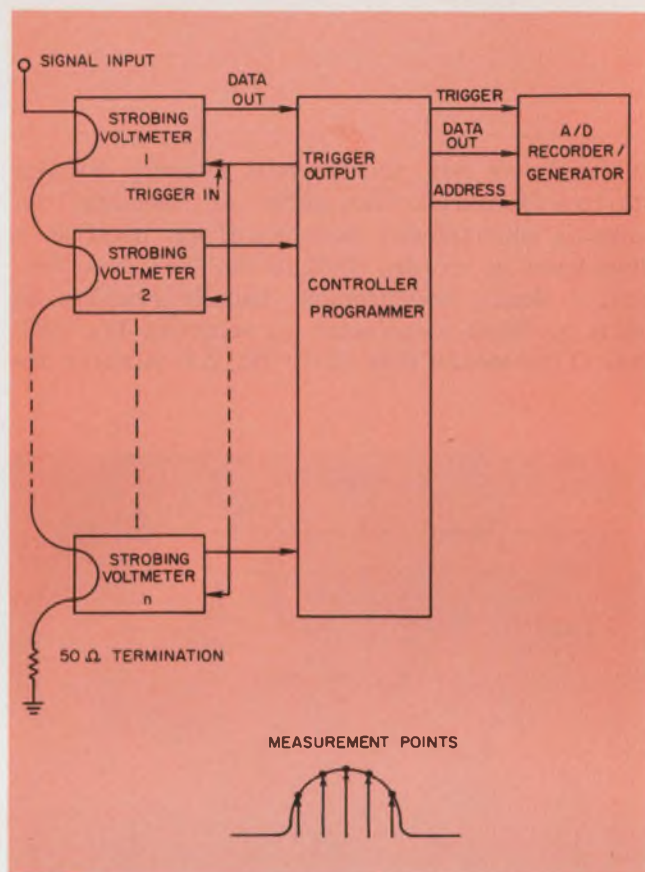 SIGNAL INPUT
STROBING
VOLTMETER
1
DATA
OUT
TRIGGER IN
TRIGGER
OUTPUT
CONTROLLER
PROGRAMMER
TRIGGER
DATA
OUT
ADDRESS
A/D
RECORDER/
GENERATOR
STROBING
VOLTMETER
2
STROBING
VOLTMETER
n
50 Ω TERMINATION
MEASUREMENT POINTS